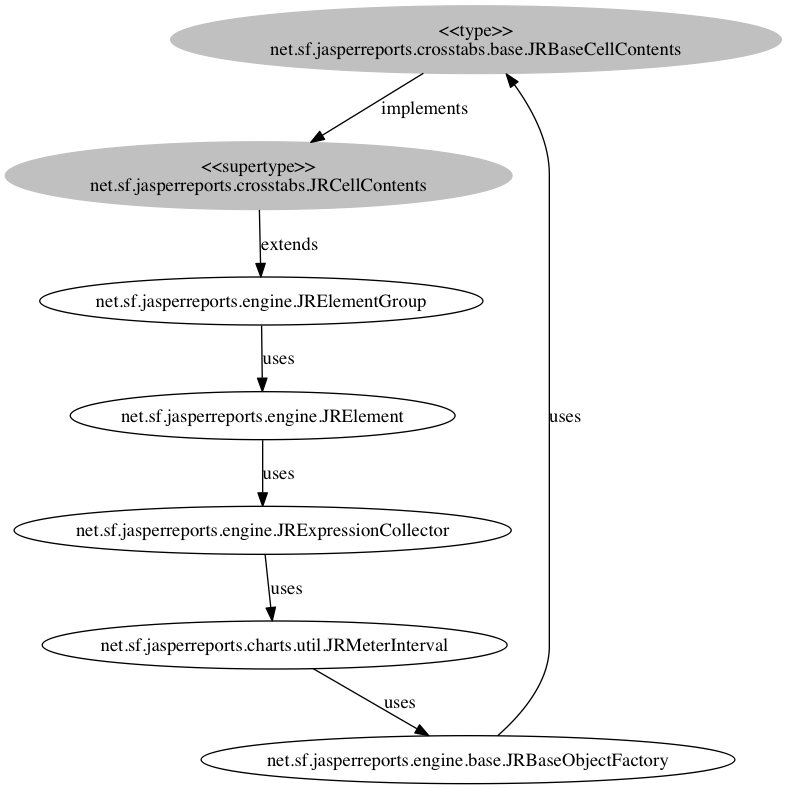 <<type>>
net.sf.jasperreports.crosstabs.base.JRBaseCellContents
implements
<<supertype>>
net.sf.jasperreports.crosstabs.JRCellContents
extends
net.sf.jasperreports.engine.JRElementGroup
uses
net.sf.jasperreports.engine.JRElement
uses
uses
net.sf.jasperreports.engine.JRExpressionCollector
uses
net.sf.jasperreports.charts.util.JRMeterInterval
uses
net.sf.jasperreports.engine.base.JRBaseObjectFactory